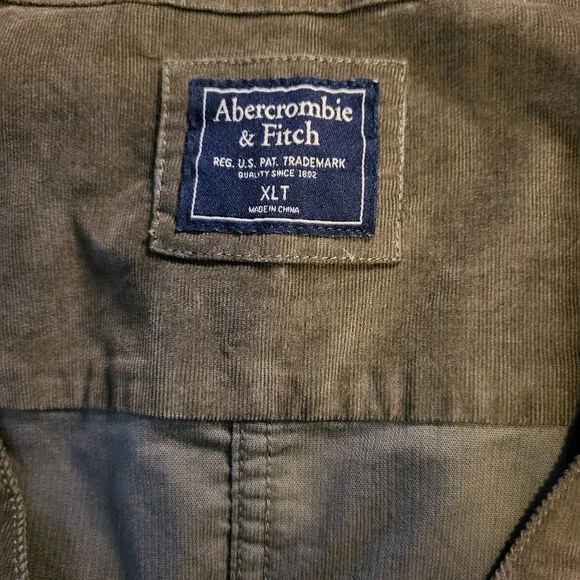 Abercrombie
& Fitch
REG. U.S. PAT. TRADEMARK
QUALITY SINCE 1892
XLT
MADE IN CHINA